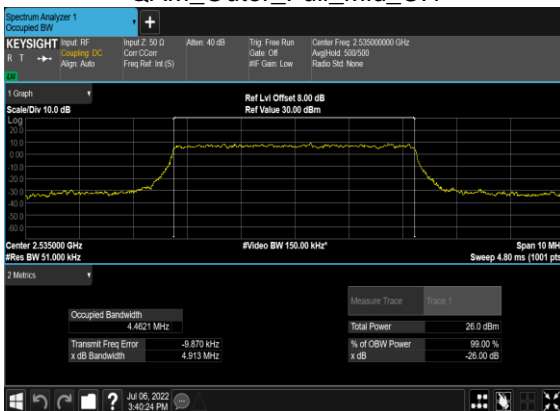 Spectrum Analyzer 1
Occupied BW
KEYSIGHT
R T
LV
Input: RF
Coupling: DC
Align: Auto
Input Z: 50 Ω
Corr CCorr
Freq Ref: Int (S)
Atten: 40 dB
Trig: Free Run
Gate: Off
#IF Gain: Low
Center Freq: 2.535000000 GHz
Avg|Hold: 500/500
Radio Std: None
1 Graph
Scale/Div 10.0 dB
Ref Lvl Offset 8.00 dB
Ref Value 30.00 dBm
Log
20.0
10.0
0.00
-10.0
-20.0
-30.0
-40.0
-50.0
-60.0
Center 2.535000 GHz
#Res BW 51.000 kHz
#Video BW 150.00 kHz*
Span 10 MH
Sweep 4.80 ms (1001 pts
2 Metrics
Measure Trace Trace 1
Occupied Bandwidth
4.4621 MHz
Total Power 26.0 dBm
Transmit Freq Error -9.870 kHz
% of OBW Power 99.00 %
x dB Bandwidth 4.913 MHz
x dB -26.00 dB
?
Jul 06, 2022
3:40:24 PM